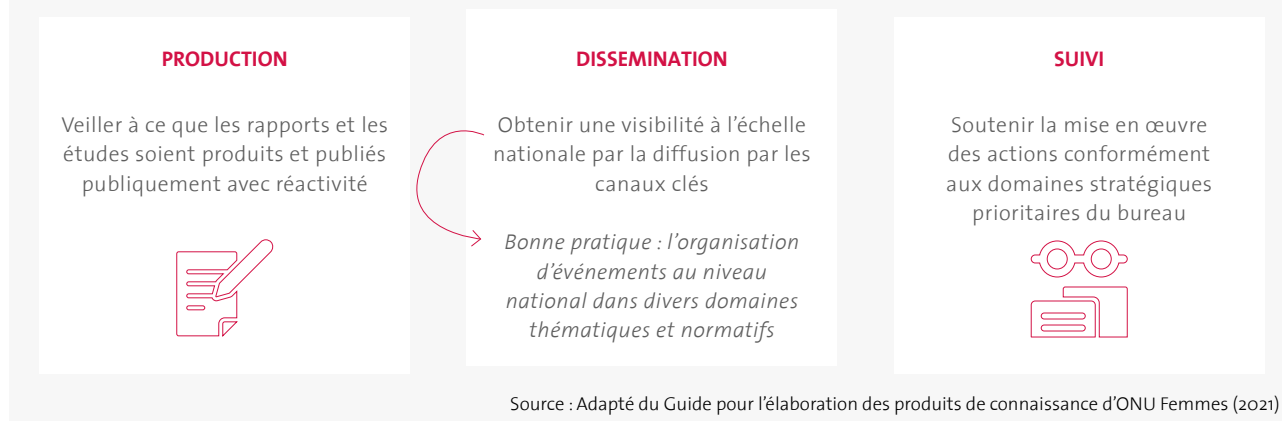 PRODUCTION
Veiller à ce que les rapports et les
études soient produits et publiés
publiquement avec réactivité
DISSEMINATION
Obtenir une visibilité à l'échelle
nationale par la diffusion par les
canaux clés
Bonne pratique : l'organisation
d'événements au niveau
national dans divers domaines
thématiques et normatifs
SUIVI
Soutenir la mise en œuvre
des actions conformément
aux domaines stratégiques
prioritaires du bureau
Source : Adapté du Guide pour l'élaboration des produits de connaissance d'ONU Femmes (2021)